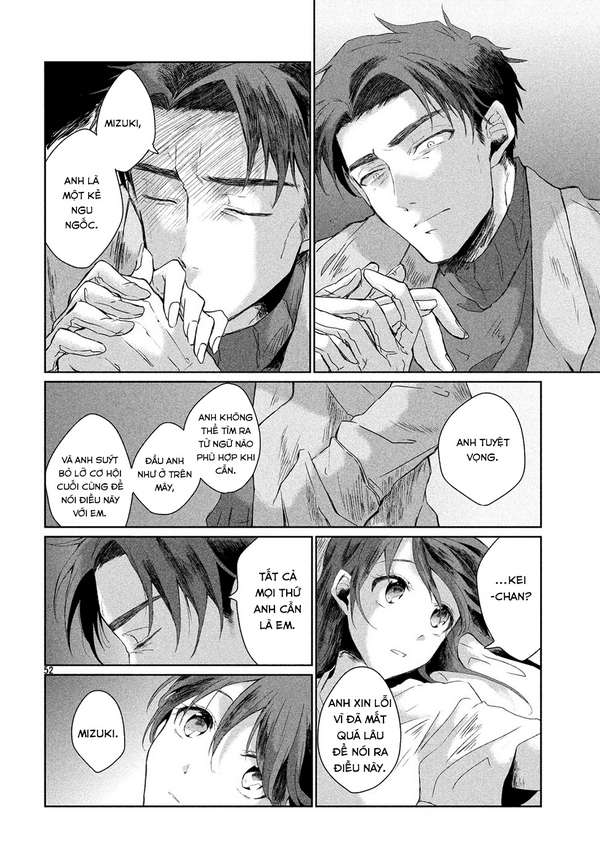 MIZUKI,
ANH LÀ
MỘT KẺ
NGU
NGỐC.
ANH TUYỆT
VỌNG.
ANH KHÔNG
THỂ TÌM RA
TỪ NGỮ NÀO
PHÙ HỢP KHI
CẦN.
ĐẦU ANH
NHƯ Ở TRÊN
MÂY,
VÀ ANH SUÝT
BỎ LỠ CƠ HỘI
CUỐI CÙNG ĐỂ
NÓI ĐIỀU NÀY
VỚI EM.
...KEI
-CHAN?
ANH XIN LỖI
VÌ ĐÃ MẤT
QUÁ LÂU
ĐỂ NÓI RA
ĐIỀU NÀY.
TẤT CẢ
MỌI THỨ
ANH CẦN
LÀ EM.
52
MIZUKI.